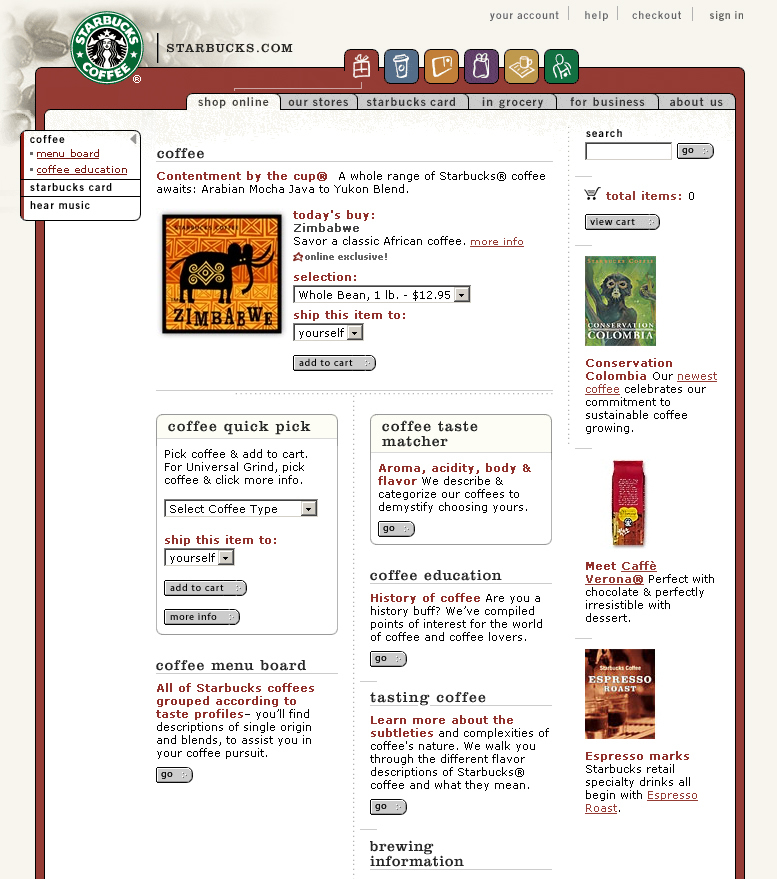 your account
help
checkout
sign in
STARBUCKS
COFFEE
®
STARBUCKS.COM
shop online
our stores
starbucks card
in grocery
for business
about us
coffee
menu board
coffee education
starbucks card
hear music
coffee
Contentment by the cup® A whole range of Starbucks® coffee
awaits: Arabian Mocha Java to Yukon Blend.
STARBUCKS COFFEE
ZIMBABWE
today's buy:
Zimbabwe
Savor a classic African coffee. more info
online exclusive!
selection:
Whole Bean, 1 lb. - $12.95
ship this item to:
yourself
add to cart
coffee quick pick
Pick coffee & add to cart.
For Universal Grind, pick
coffee & click more info.
Select Coffee Type
ship this item to:
yourself
add to cart
more info
coffee menu board
All of Starbucks coffees
grouped according to
taste profiles– you'll find
descriptions of single origin
and blends, to assist you in
your coffee pursuit.
go
coffee taste
matcher
Aroma, acidity, body &
flavor We describe &
categorize our coffees to
demystify choosing yours.
go
coffee education
History of coffee Are you a
history buff? We've compiled
points of interest for the world
of coffee and coffee lovers.
go
tasting coffee
Learn more about the
subtleties and complexities of
coffee's nature. We walk you
through the different flavor
descriptions of Starbucks®
coffee and what they mean.
go
brewing
information
search
go
total items: 0
view cart
STARBUCKS COFFEE
CONSERVATION
COLOMBIA
Conservation
Colombia Our newest
coffee celebrates our
commitment to
sustainable coffee
growing.
Meet Caffè
Verona® Perfect with
chocolate & perfectly
irresistible with
dessert.
Starbucks Coffee
ESPRESSO
ROAST
Espresso marks
Starbucks retail
specialty drinks all
begin with Espresso
Roast.